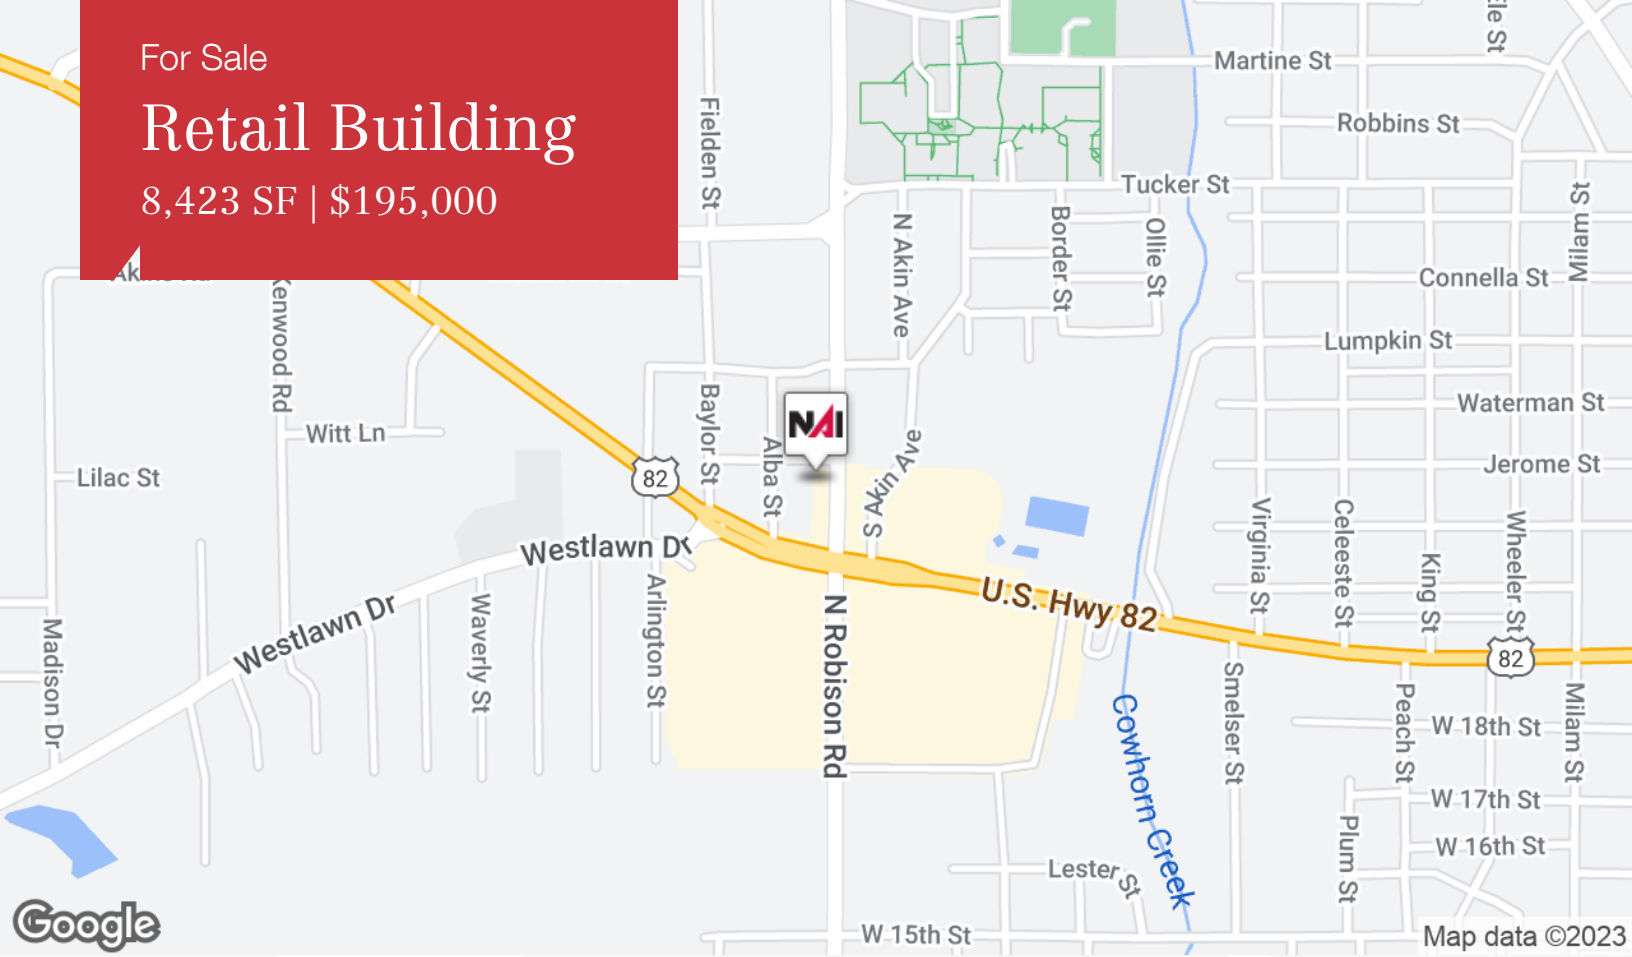 For Sale
Retail Building
8,423 SF | $195,000
Fielden St
Martine St
Robbins St
Tucker St
Milam St
N Akin Ave
Border St
Ollie St
Connella St
Kenwood Rd
Lumpkin St
Witt Ln
Baylor St
NAI
Waterman St
Alba St
S Akin Ave
Lilac St
82
Jerome St
Westlawn Dr
Virginia St
Celeeste St
King St
Wheeler St
U.S. Hwy 82
Westlawn Dr
Madison Dr
Waverly St
Arlington St
N Robison Rd
82
Smelser St
Peach St
W 18th St
Milam St
Cowhorn Creek
W 17th St
Plum St
W 16th St
Lester St
W 15th St
Google
Map data ©2023